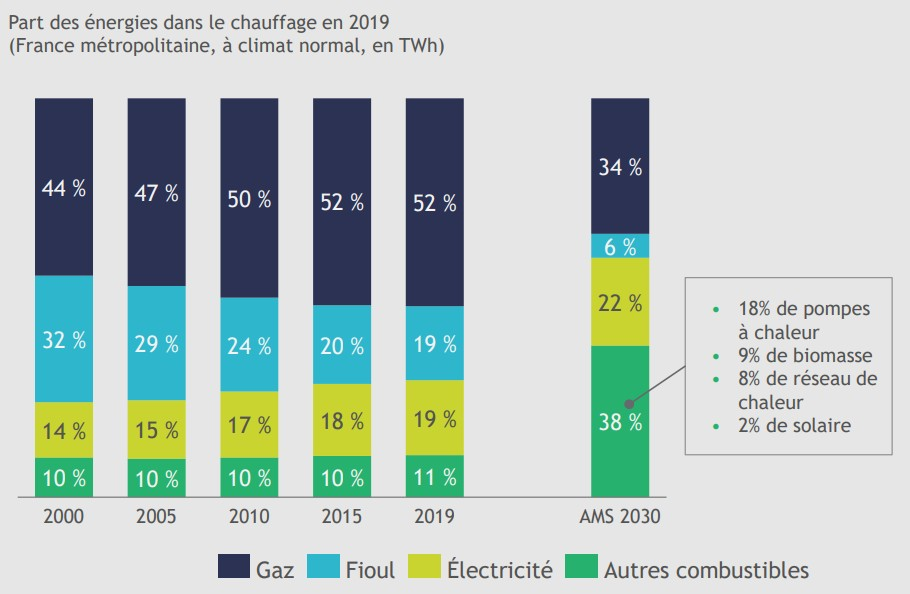 Part des énergies dans le chauffage en 2019
(France métropolitaine, à climat normal, en TWh)
44 %
32 %
14 %
10 %
47 %
29 %
15 %
10 %
50 %
24 %
17 %
10 %
52 %
20 %
18 %
10 %
52 %
19 %
19 %
11 %
34 %
6 %
22 %
38 %
• 18% de pompes
à chaleur
• 9% de biomasse
• 8% de réseau de
chaleur
• 2% de solaire
2000 2005 2010 2015 2019 AMS 2030
Gaz Fioul Électricité Autres combustibles